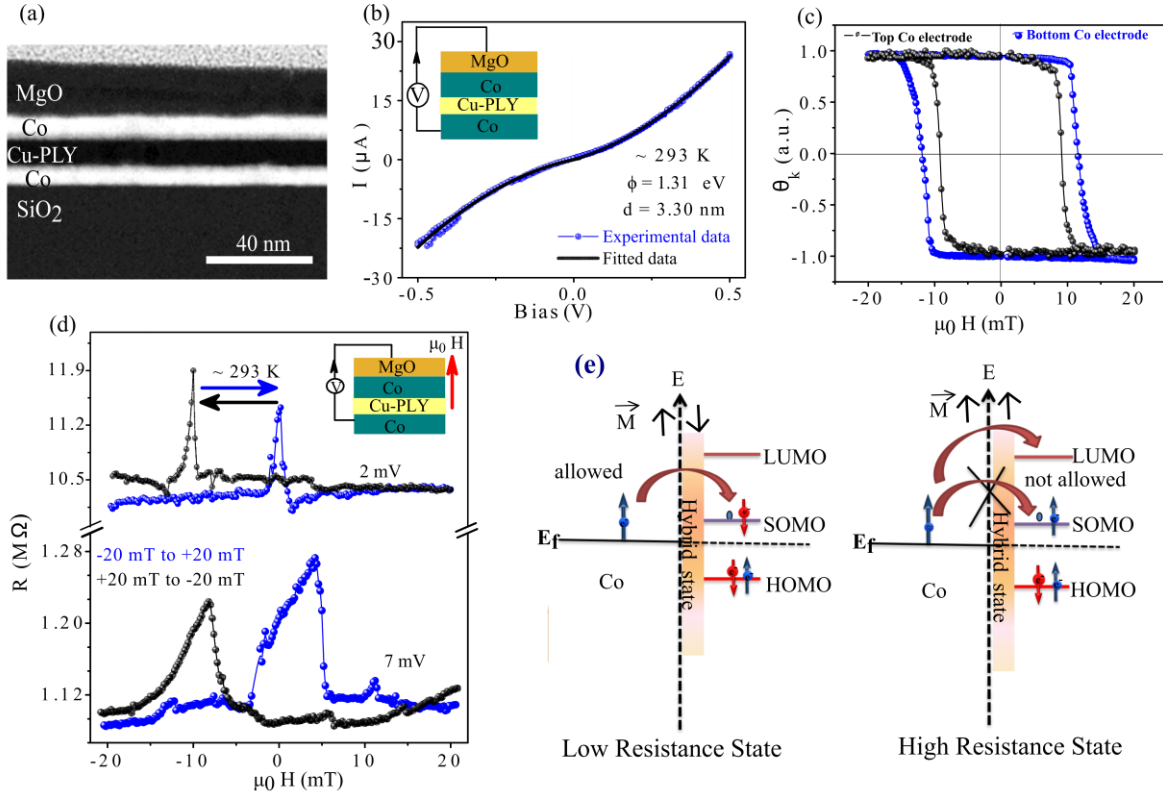 (a)
MgO
Co
Cu-PLY
Co
SiO2
40 nm
(b)
30
15
0
-15
-30
I (μA)
V
MgO
Co
Cu-PLY
Co
~ 293 K
ϕ = 1.31 eV
d = 3.30 nm
Experimental data
Fitted data
-0.5 0.0 0.5
Bias (V)
(c)
Top Co electrode Bottom Co electrode
1.0
0.5
0.0
-0.5
-1.0
θk (a.u.)
-20 -10 0 10 20
μ0 H (mT)
(d)
11.9
11.2
10.5
1.28
1.20
1.12
R (MΩ)
~ 293 K
μ0 H
V
MgO
Co
Cu-PLY
Co
2 mV
-20 mT to +20 mT
+20 mT to -20 mT
7 mV
-20 -10 0 10 20
μ0 H (mT)
(e)
E
M
allowed
LUMO
SOMO
Ef
HOMO
Co
Hybrid state
e
Low Resistance State
E
M
LUMO
not allowed
SOMO
Ef
HOMO
Co
Hybrid state
High Resistance State